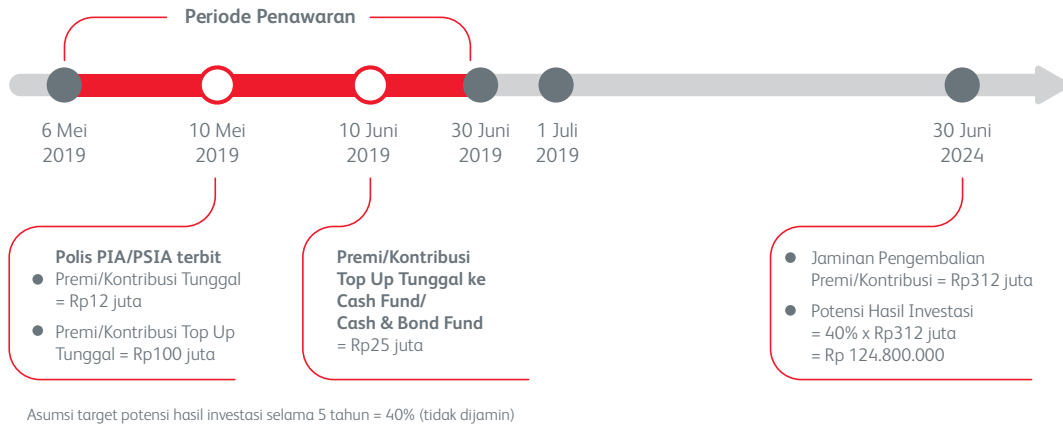 Periode Penawaran
6 Mei
2019
10 Mei
2019
10 Juni
2019
30 Juni
2019
1 Juli
2019
30 Juni
2024
Polis PIA/PSIA terbit
Premi/Kontribusi Tunggal
= Rp12 juta
Premi/Kontribusi Top Up
Tunggal = Rp100 juta
Premi/Kontribusi
Top Up Tunggal ke
Cash Fund/
Cash & Bond Fund
= Rp25 juta
Jaminan Pengembalian
Premi/Kontribusi = Rp312 juta
Potensi Hasil Investasi
= 40% x Rp312 juta
= Rp 124.800.000
Asumsi target potensi hasil investasi selama 5 tahun = 40% (tidak dijamin)